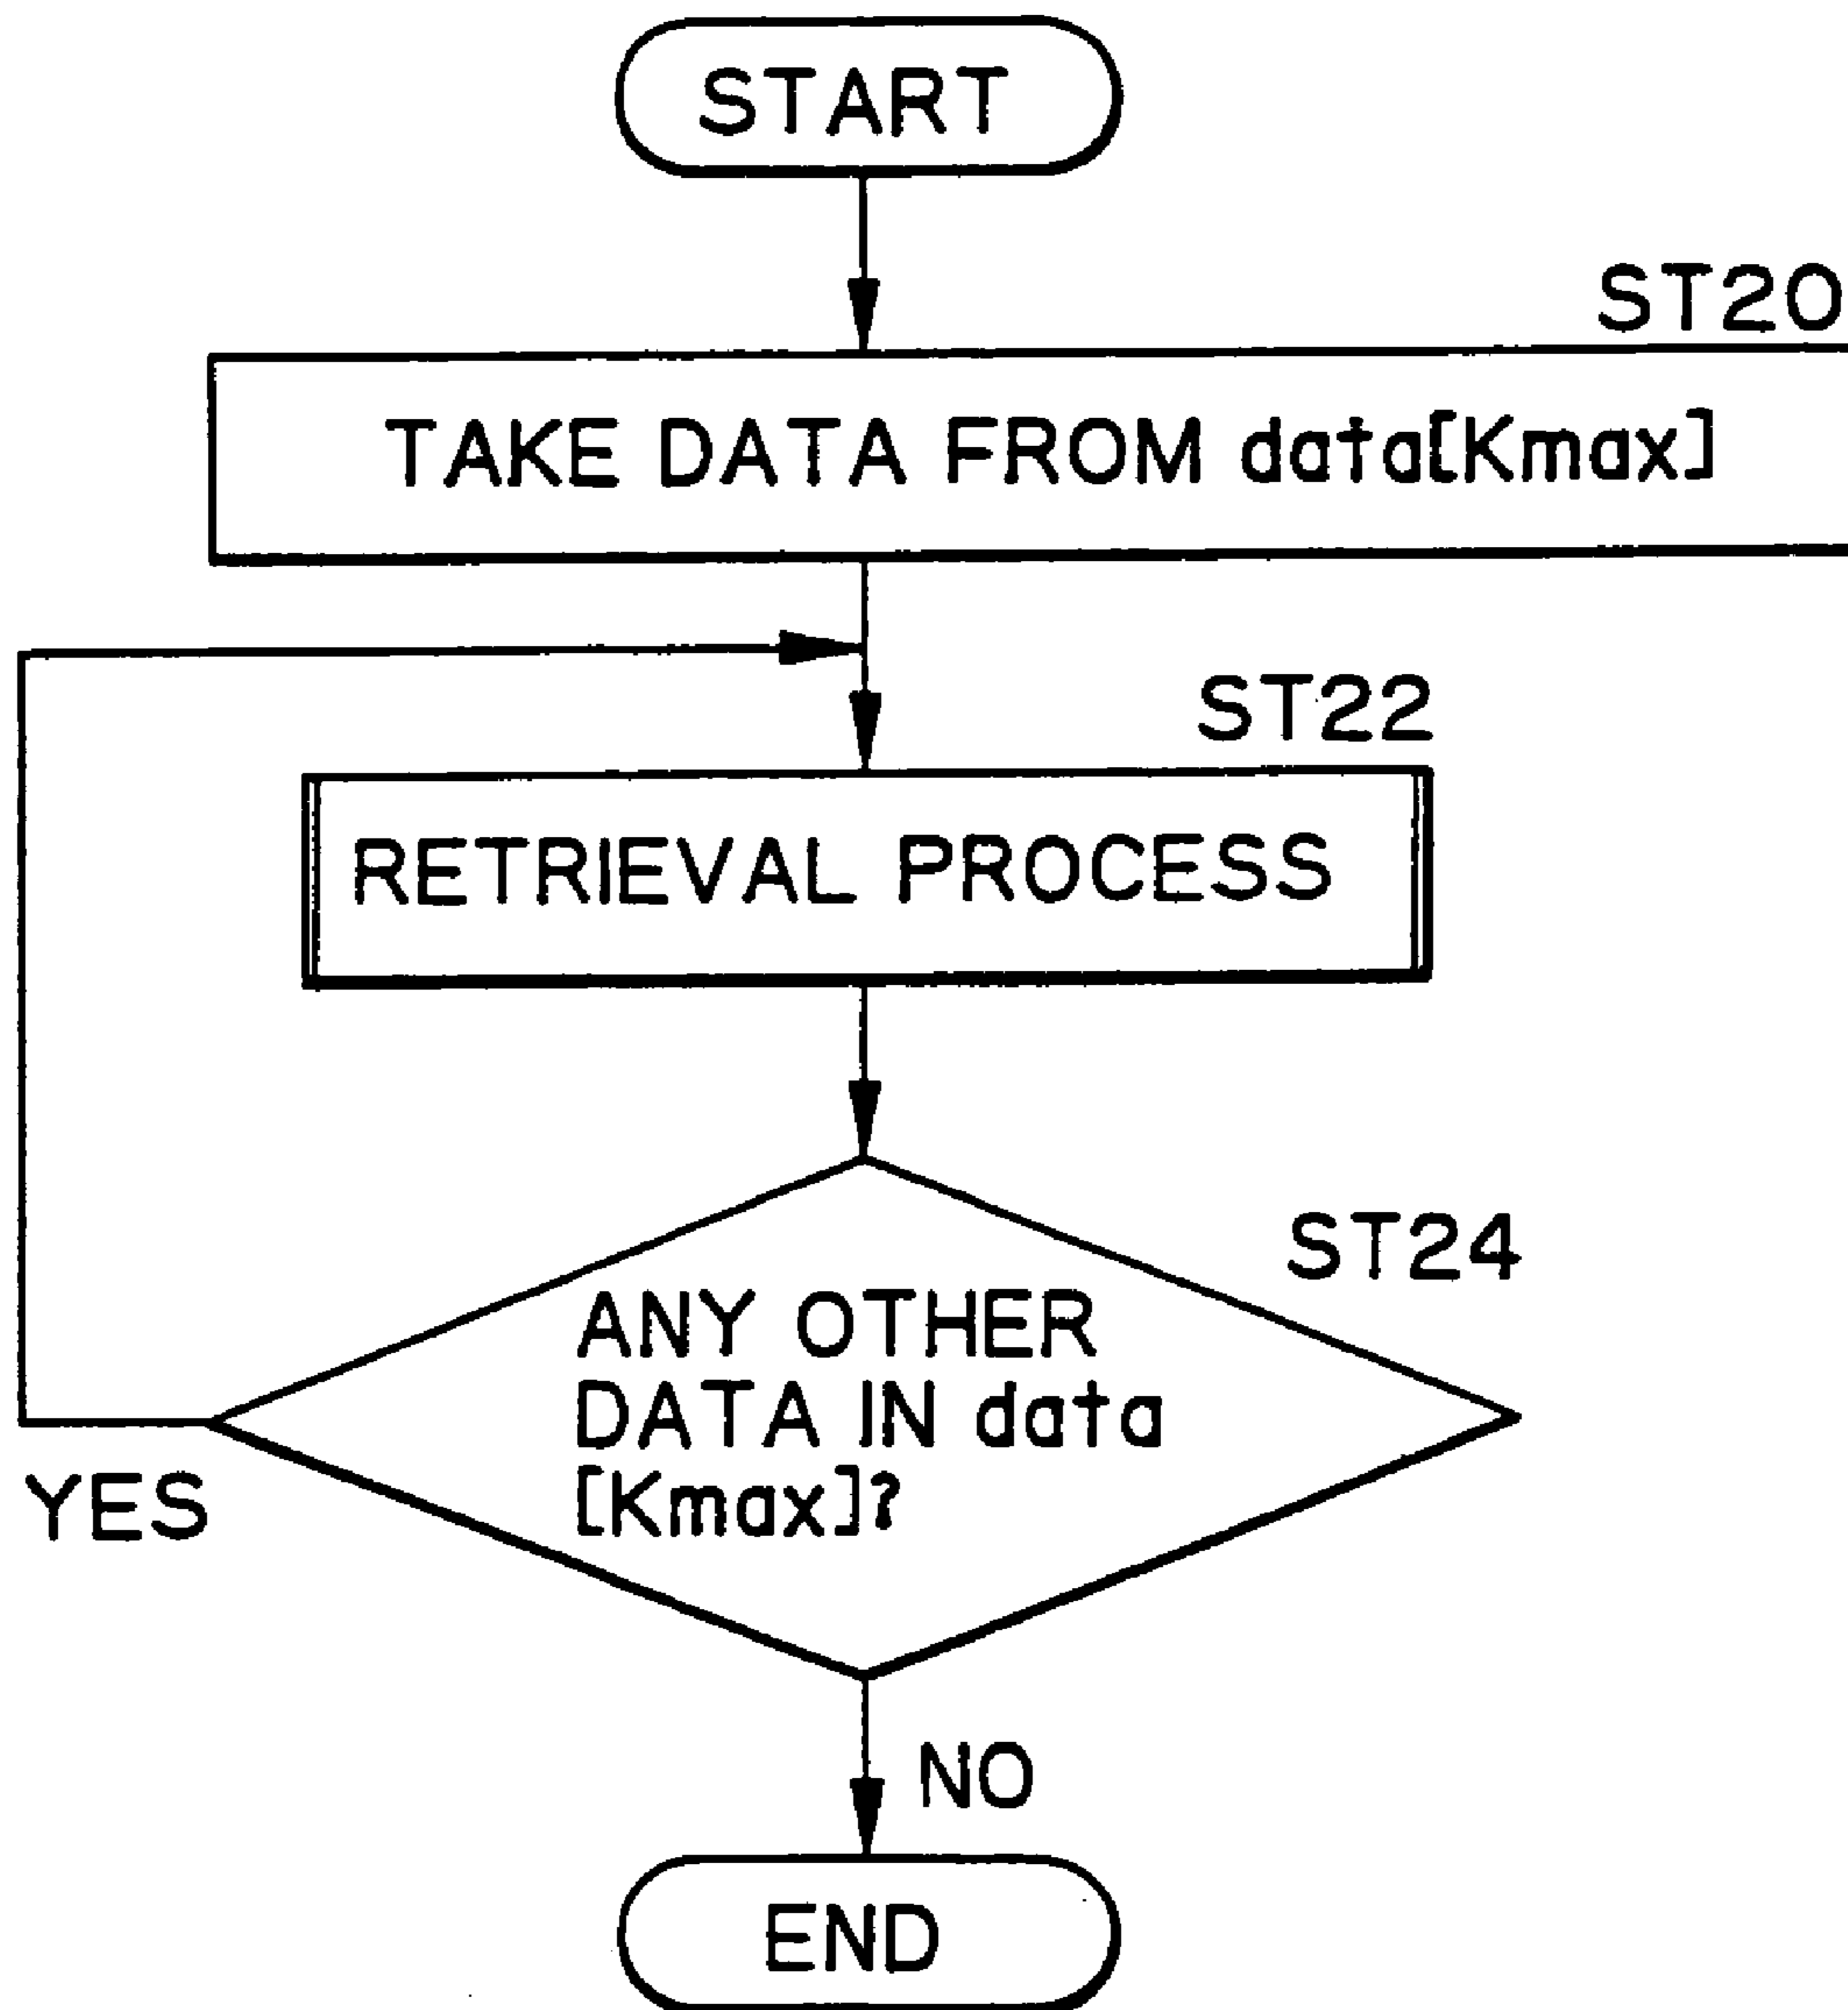 START
ST20
TAKE DATA FROM data[Kmax]
ST22
RETRIEVAL PROCESS
ST24
ANY OTHER
DATA IN data
[Kmax]?
YES
NO
END